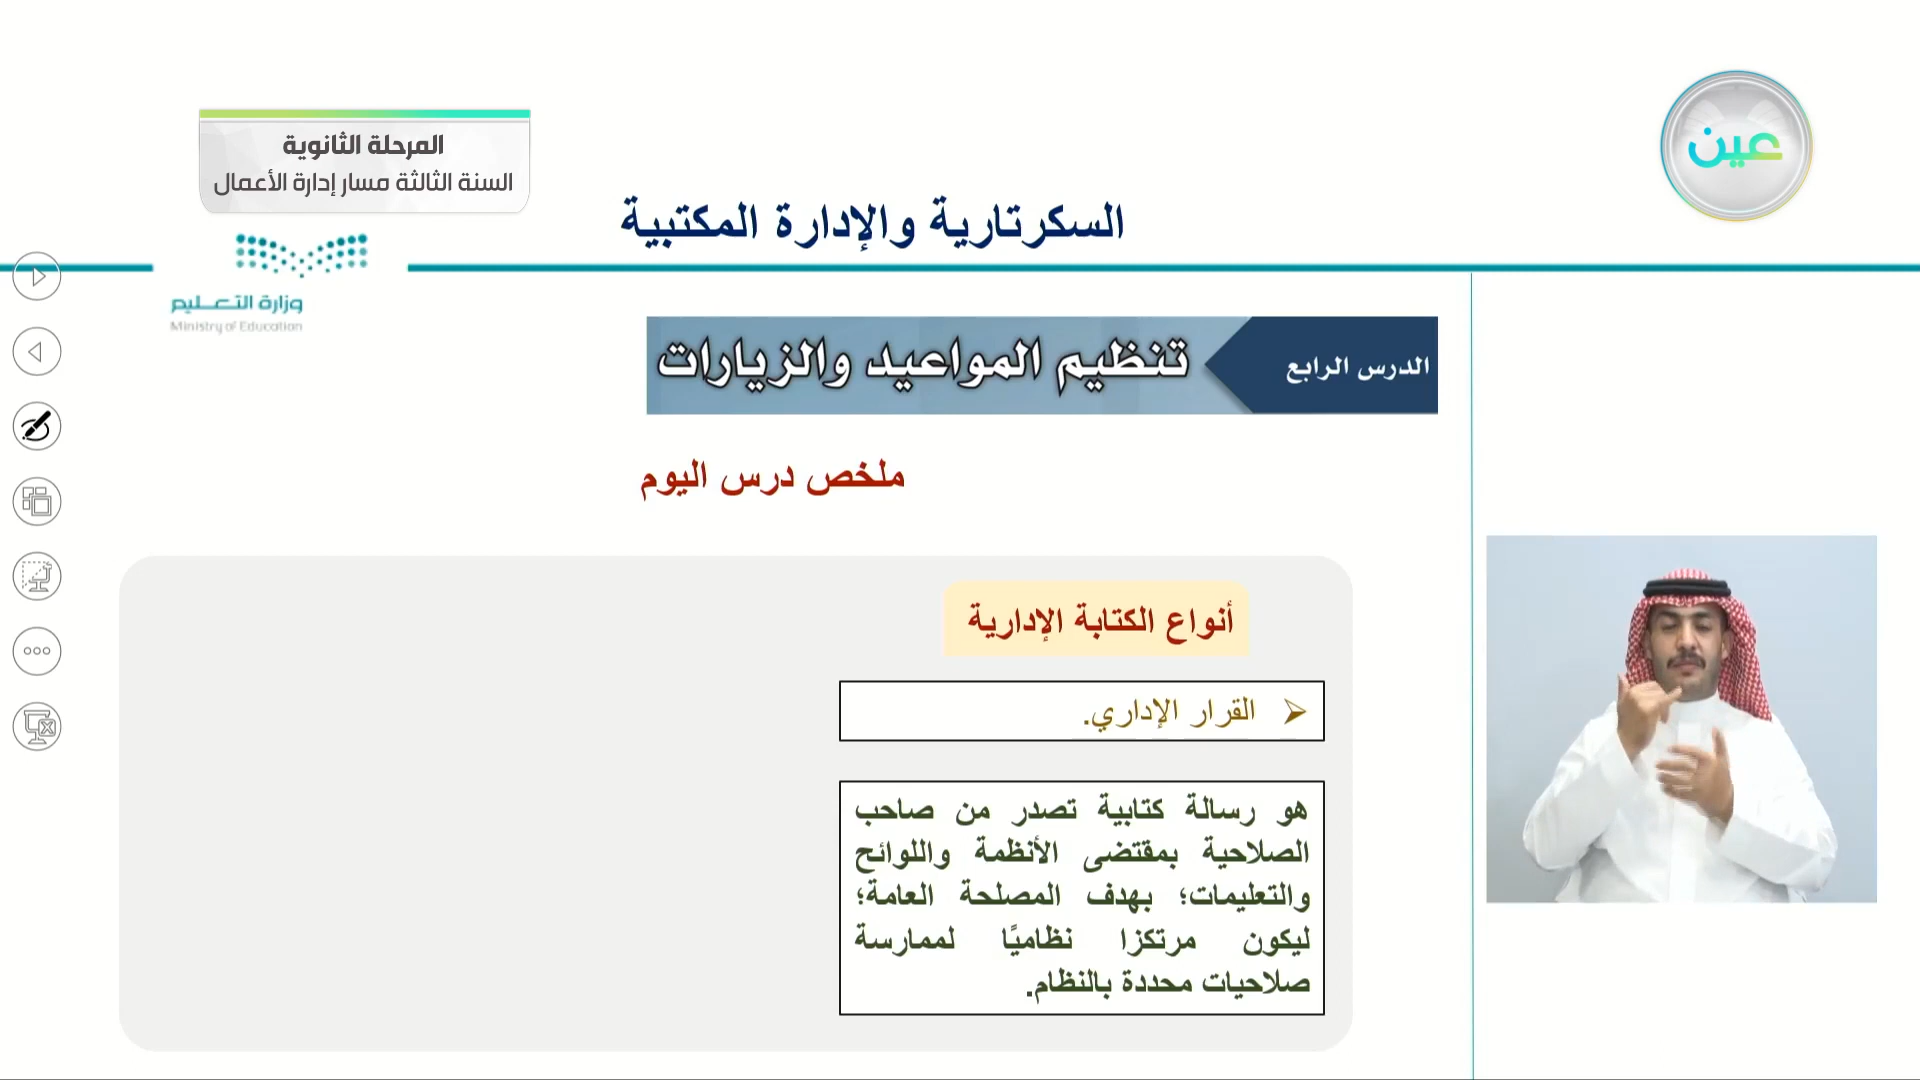 عين
المرحلة الثانوية
السنة الثالثة مسار إدارة الأعمال
السكرتارية والإدارة المكتبية
وزارة التعليم
Ministry of Education
الدرس الرابع
تنظيم المواعيد والزيارات
ملخص درس اليوم
أنواع الكتابة الإدارية
القرار الإداري.
هو رسالة كتابية تصدر من صاحب
الصلاحية بمقتضى الأنظمة واللوائح
والتعليمات؛ بهدف المصلحة العامة؛
ليكون مرتكزا نظاميًا لممارسة
صلاحيات محددة بالنظام.